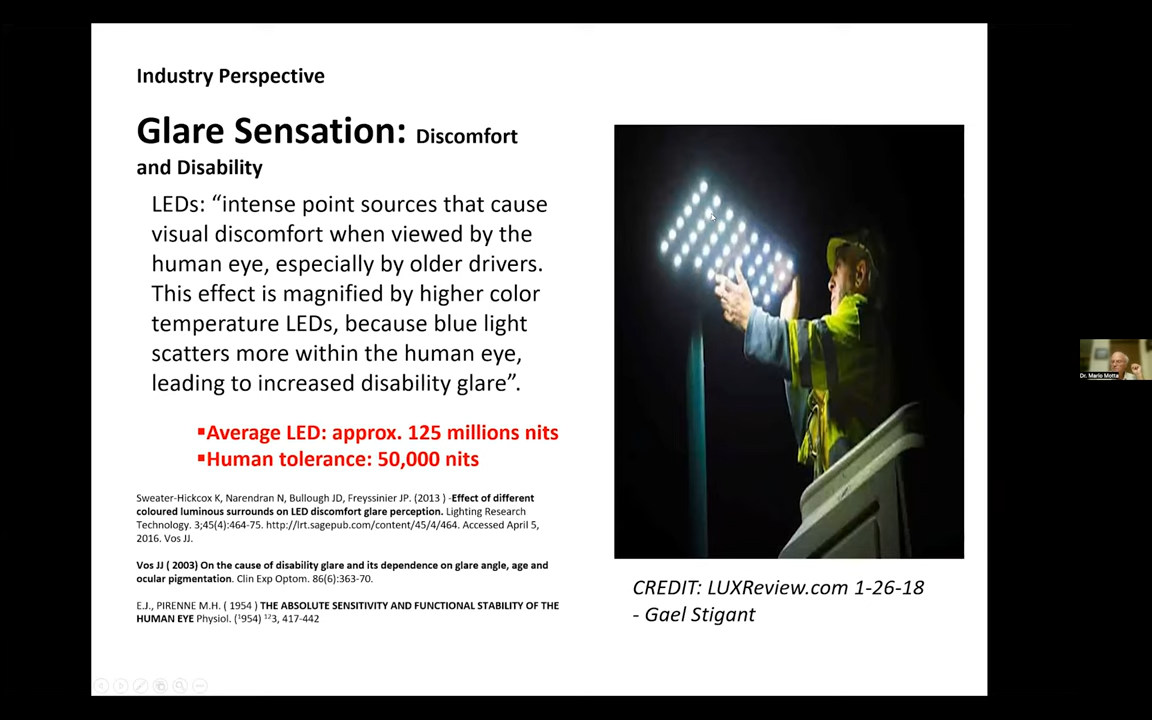 Industry Perspective
Glare Sensation: Discomfort
and Disability
LEDs: “intense point sources that cause
visual discomfort when viewed by the
human eye, especially by older drivers.
This effect is magnified by higher color
temperature LEDs, because blue light
scatters more within the human eye,
leading to increased disability glare”.
▪Average LED: approx. 125 millions nits
▪Human tolerance: 50,000 nits
Sweater-Hickcox K, Narendran N, Bullough JD, Freyssinier JP. (2013 ) -Effect of different
coloured luminous surrounds on LED discomfort glare perception. Lighting Research
Technology. 3;45(4):464-75. http://lrt.sagepub.com/content/45/4/464. Accessed April 5,
2016. Vos JJ.
Vos JJ ( 2003) On the cause of disability glare and its dependence on glare angle, age and
ocular pigmentation. Clin Exp Optom. 86(6):363-70.
E.J., PIRENNE M.H. ( 1954 ) THE ABSOLUTE SENSITIVITY AND FUNCTIONAL STABILITY OF THE
HUMAN EYE Physiol. (¹954) ¹²3, 417-442
CREDIT: LUXReview.com 1-26-18
- Gael Stigant
Dr. Mario Motta